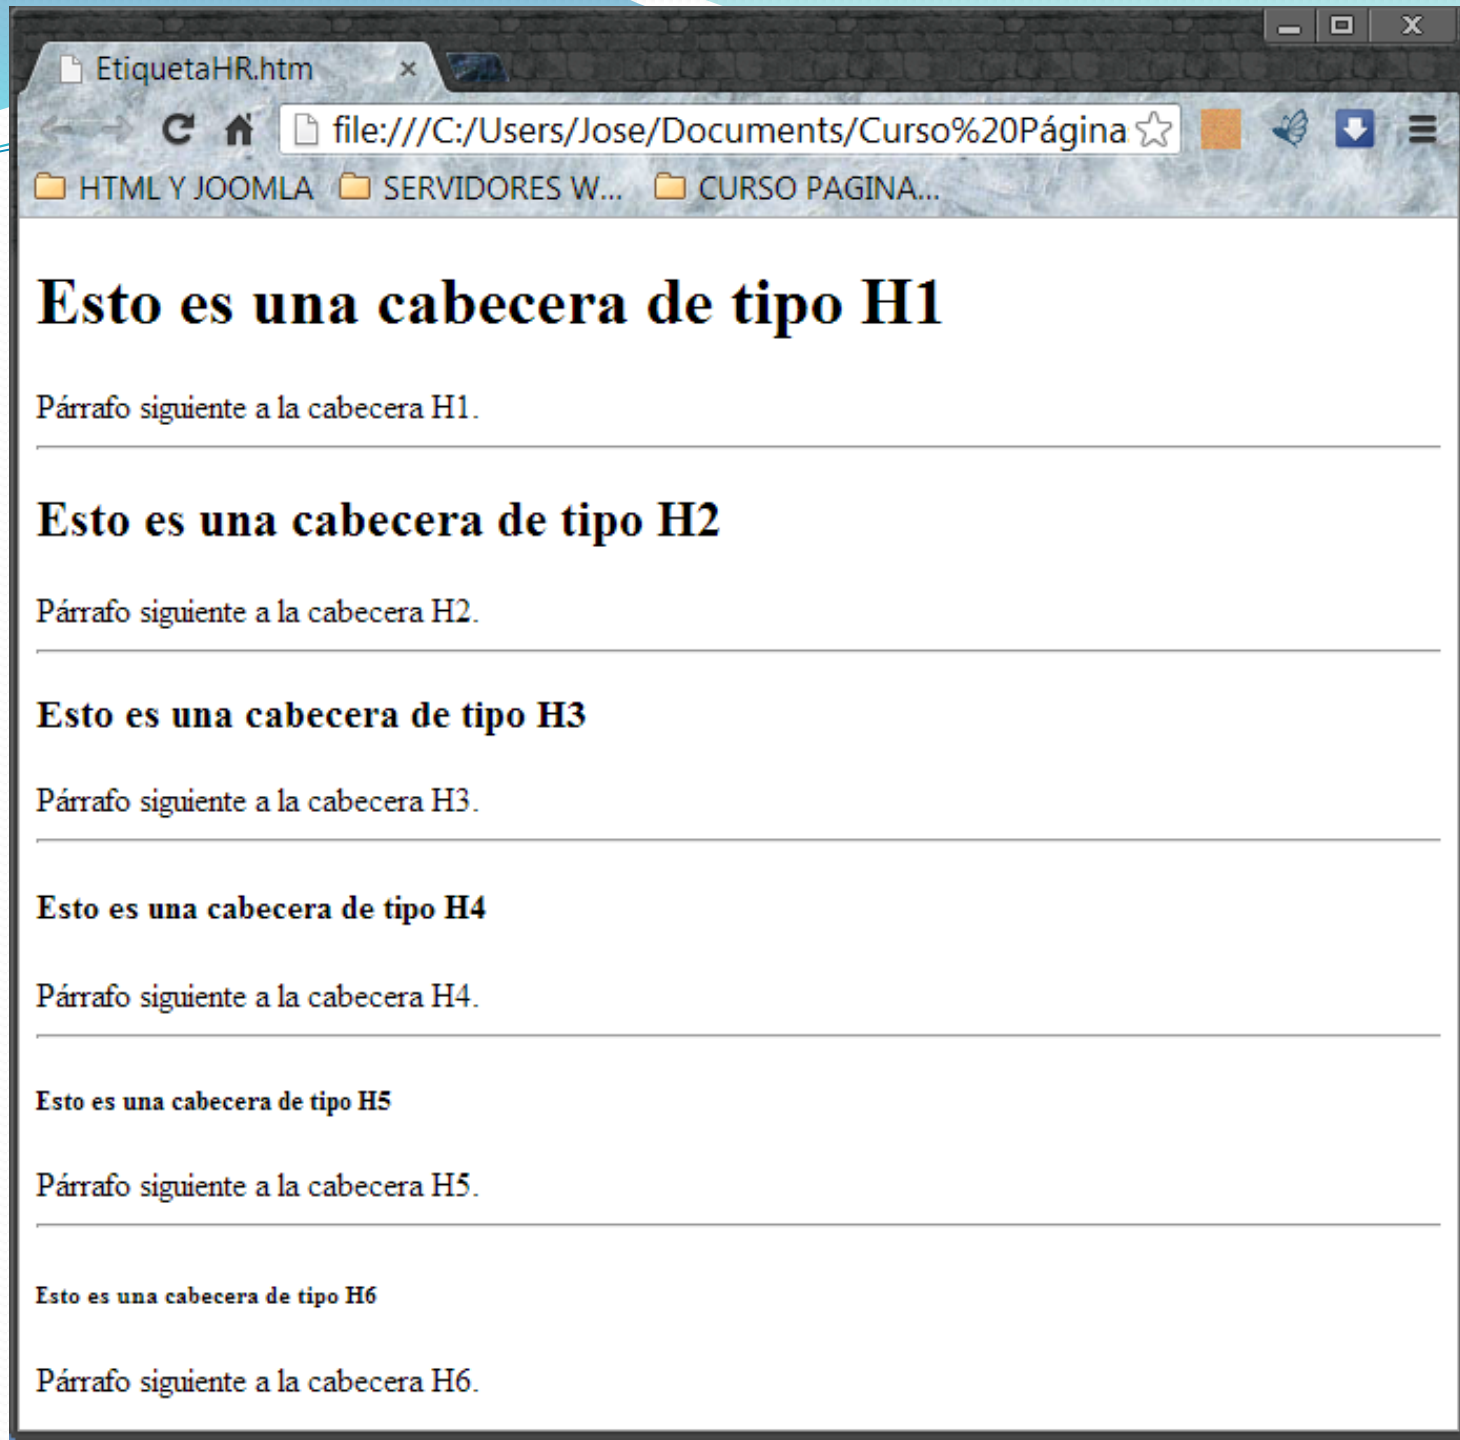 EtiquetaHR.htm
file:///C:/Users/Jose/Documents/Curso%20Página
HTML Y JOOMLA SERVIDORES W... CURSO PAGINA...
Esto es una cabecera de tipo H1
Párrafo siguiente a la cabecera H1.
Esto es una cabecera de tipo H2
Párrafo siguiente a la cabecera H2.
Esto es una cabecera de tipo H3
Párrafo siguiente a la cabecera H3.
Esto es una cabecera de tipo H4
Párrafo siguiente a la cabecera H4.
Esto es una cabecera de tipo H5
Párrafo siguiente a la cabecera H5.
Esto es una cabecera de tipo H6
Párrafo siguiente a la cabecera H6.